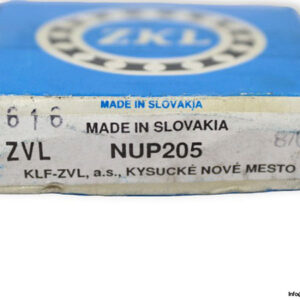 ZKL
MADE IN SLOVAKIA
616
MADE IN SLOVAKIA
ZVL NUP205
KLF-ZVL, a.s., KYSUCKÉ NOVÉ MESTO